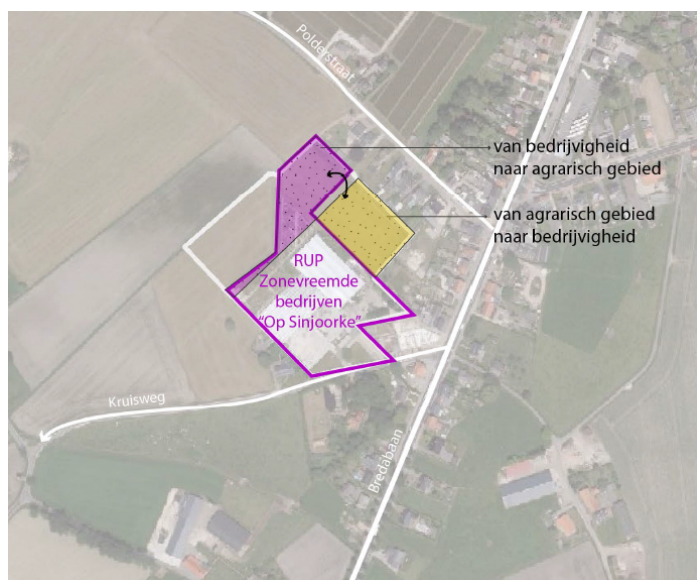 Polderstraat
van bedrijvigheid
naar agrarisch gebied
van agrarisch gebied
naar bedrijvigheid
RUP
Zonevreemde
bedrijven
“Op Sinjoorke”
Kruisweg
Bredabaan